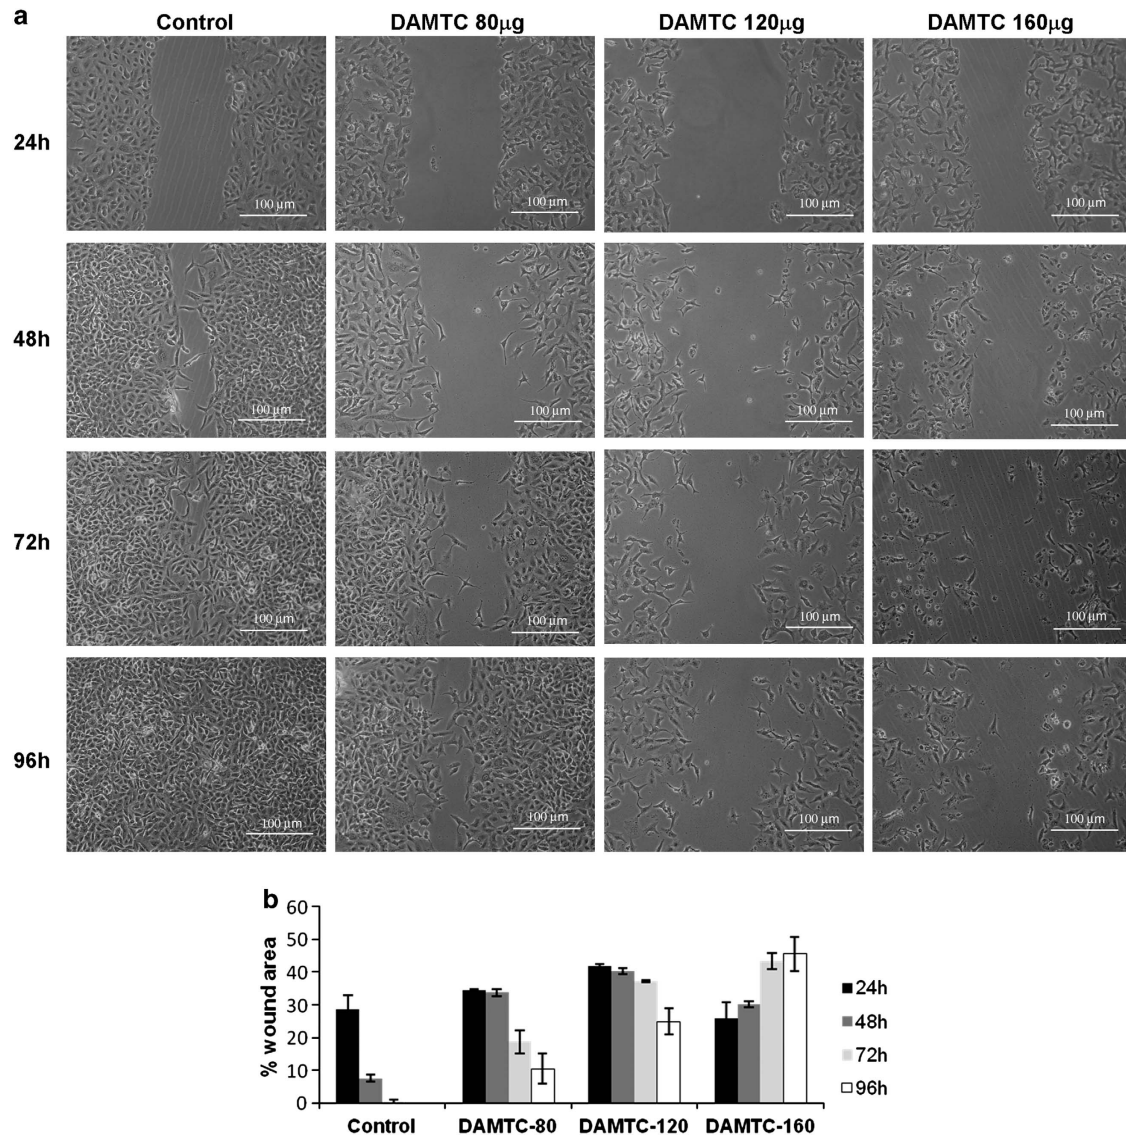 a
Control DAMTC 80µg DAMTC 120µg DAMTC 160µg
24h
100 µm 100 µm 100 µm 100 µm
48h
100 µm 100 µm 100 µm 100 µm
72h
100 µm 100 µm 100 µm 100 µm
96h
100 µm 100 µm 100 µm 100 µm
b
% wound area
60
50
40
30
20
10
0
Control DAMTC-80 DAMTC-120 DAMTC-160
24h
48h
72h
96h